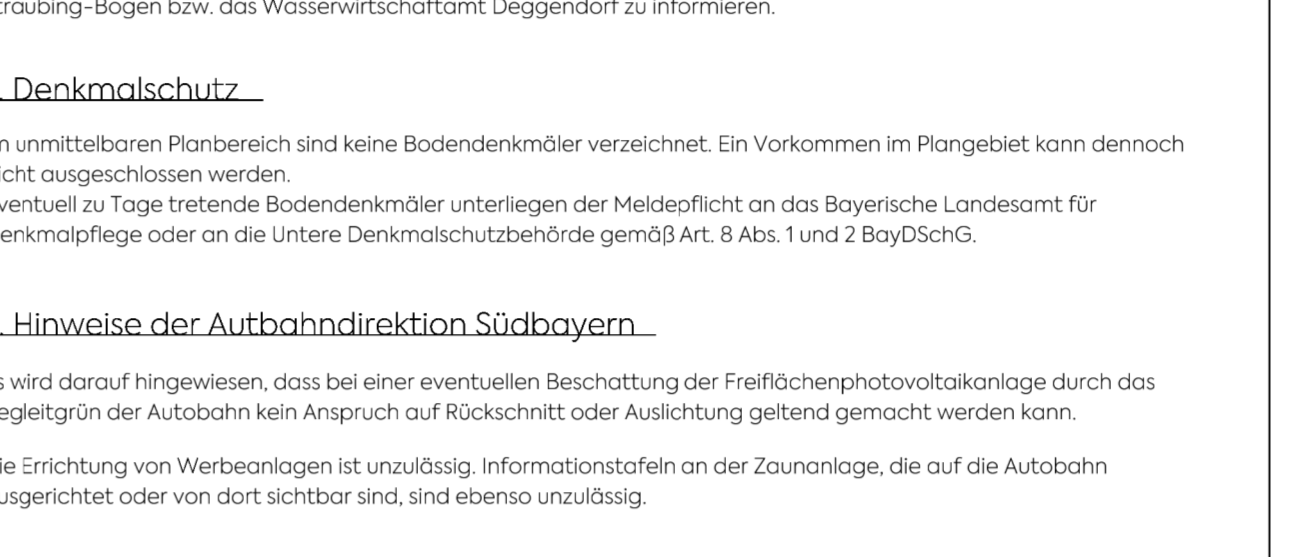 traubing-Bogen bzw. das Wasserwirtschaftamt Deggendorf zu informieren.
. Denkmalschutz
n unmittelbaren Planbereich sind keine Bodendenkmäler verzeichnet. Ein Vorkommen im Plangebiet kann dennoch
icht ausgeschlossen werden.
ventuell zu Tage tretende Bodendenkmäler unterliegen der Meldepflicht an das Bayerische Landesamt für
enkmalpflege oder an die Untere Denkmalschutzbehörde gemäß Art. 8 Abs. 1 und 2 BayDSchG.
. Hinweise der Autbahndirektion Südbayern
s wird darauf hingewiesen, dass bei einer eventuellen Beschattung der Freiflächenphotovoltaikanlage durch das
egleitgrün der Autobahn kein Anspruch auf Rückschnitt oder Auslichtung geltend gemacht werden kann.
ie Errichtung von Werbeanlagen ist unzulässig. Informationstafeln an der Zaunanlage, die auf die Autobahn
usgerichtet oder von dort sichtbar sind, sind ebenso unzulässig.